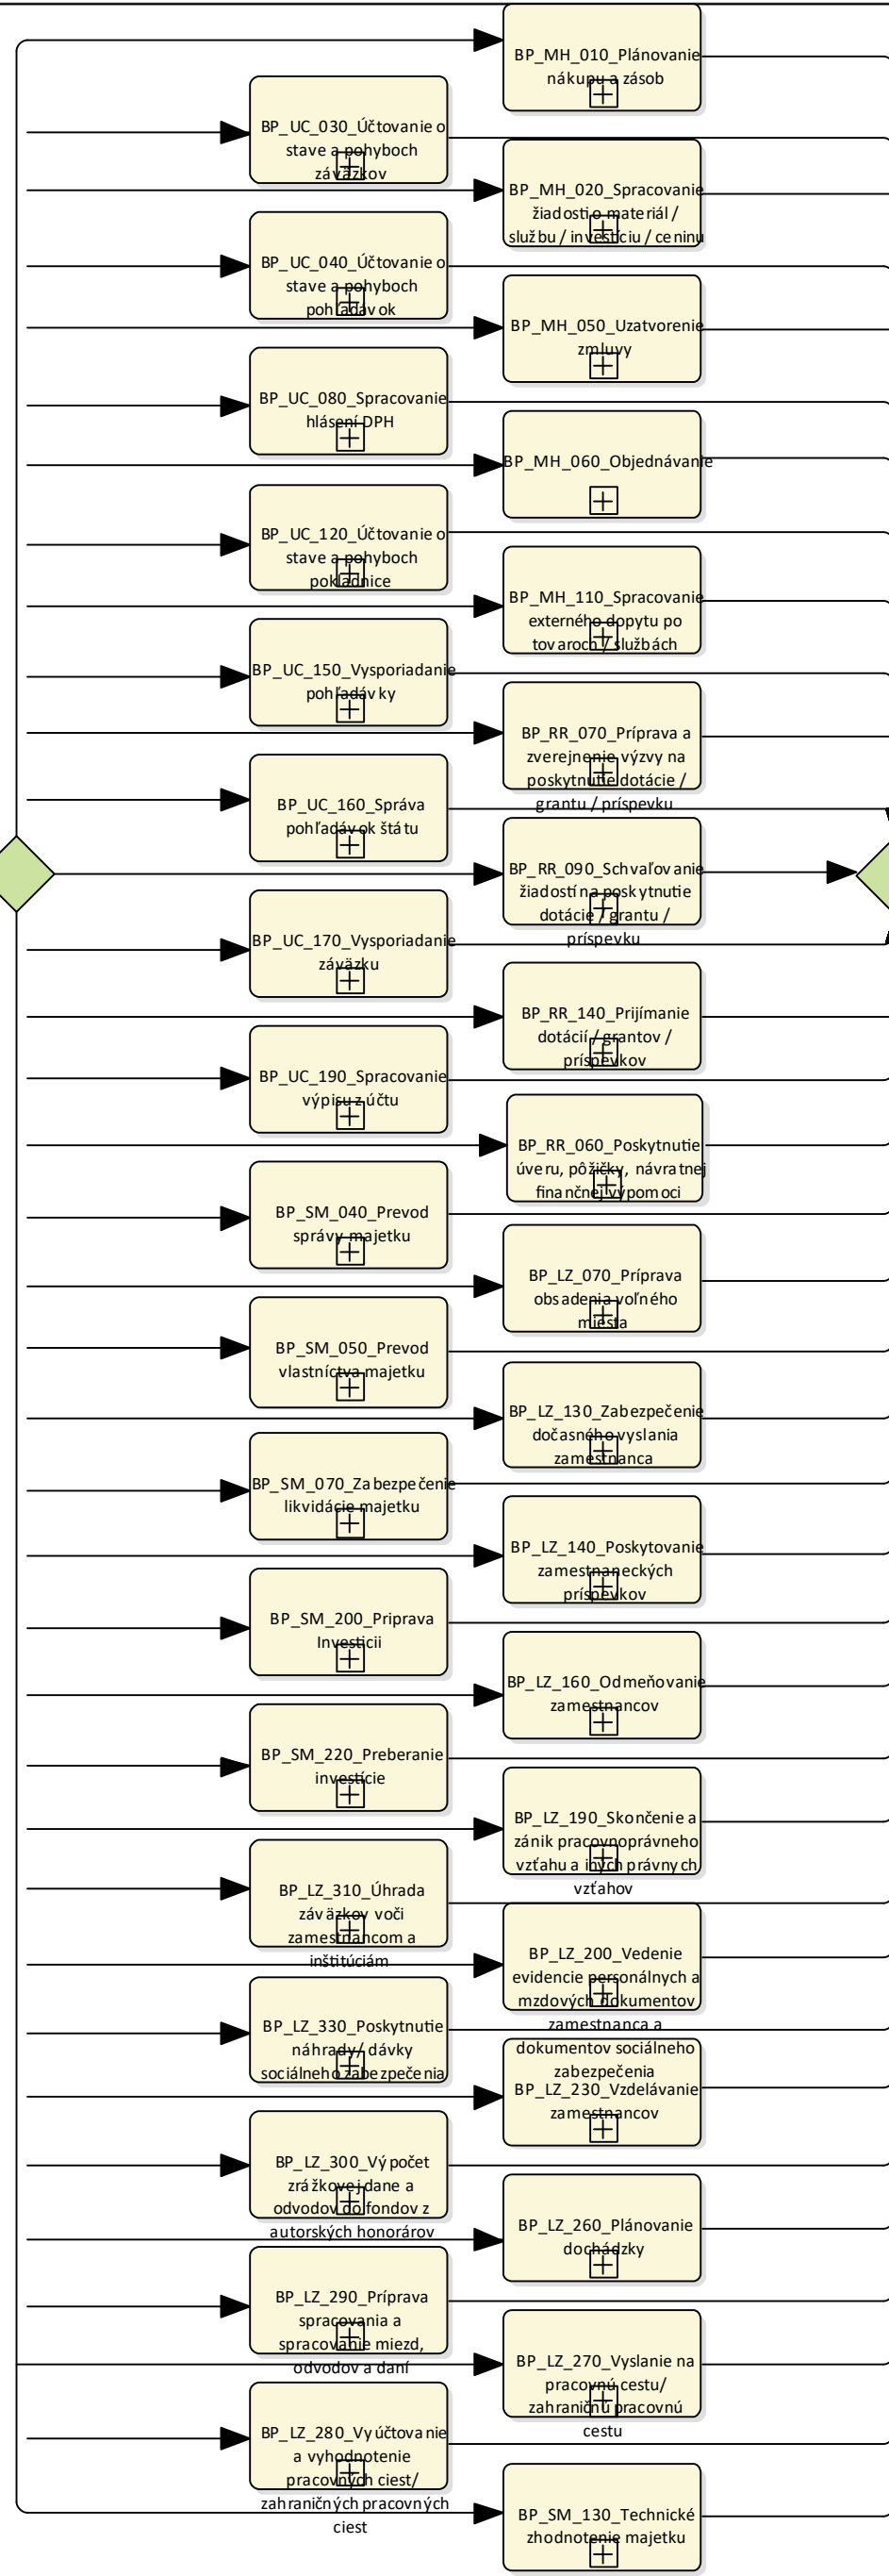 BP_MH_010_Plánovanie
nákupu a zásob
BP_UC_030_Účtovanie o
stave a pohyboch
záväzkov
BP_MH_020_Spracovanie
žiadosti o materiál /
službu / investíciu / ceninu
BP_UC_040_Účtovanie o
stave a pohyboch
pohľadávok
BP_MH_050_Uzatvorenie
zmluvy
BP_UC_080_Spracovanie
hlásení DPH
BP_MH_060_Objednávanie
BP_UC_120_Účtovanie o
stave a pohyboch
pokladnice
BP_MH_110_Spracovanie
externého dopytu po
tovaroch / službách
BP_UC_150_Vysporiadanie
pohľadávky
BP_RR_070_Príprava a
zverejnenie výzvy na
poskytnutie dotácie /
grantu / príspevku
BP_UC_160_Správa
pohľadávok štátu
BP_RR_090_Schvaľovanie
žiadostí na poskytnutie
dotácie / grantu /
príspevku
BP_UC_170_Vysporiadanie
záväzku
BP_RR_140_Prijímanie
dotácií / grantov /
príspevkov
BP_UC_190_Spracovanie
výpisu z účtu
BP_RR_060_Poskytnutie
úveru, pôžičky, návratnej
finančnej výpomoci
BP_SM_040_Prevod
správy majetku
BP_LZ_070_Príprava
obsadenia voľného
miesta
BP_SM_050_Prevod
vlastníctva majetku
BP_LZ_130_Zabezpečenie
dočasného vyslania
zamestnanca
BP_SM_070_Zabezpečenie
likvidácie majetku
BP_LZ_140_Poskytovanie
zamestnaneckých
príspevkov
BP_SM_200_Priprava
Investicii
BP_LZ_160_Odmeňovanie
zamestnancov
BP_SM_220_Preberanie
investície
BP_LZ_190_Skončenie a
zánik pracovnoprávneho
vzťahu a iných právnych
vzťahov
BP_LZ_310_Úhrada
záväzkov voči
zamestnancom a
inštitúciám
BP_LZ_200_Vedenie
evidencie personálnych a
mzdových dokumentov
zamestnanca a
dokumentov sociálneho
zabezpečenia
BP_LZ_330_Poskytnutie
náhrady/ dávky
sociálneho zabezpečenia
BP_LZ_230_Vzdelávanie
zamestnancov
BP_LZ_300_Výpočet
zrážkovej dane a
odvodov do fondov z
autorských honorárov
BP_LZ_260_Plánovanie
dochádzky
BP_LZ_290_Príprava
spracovania a
spracovanie miezd,
odvodov a daní
BP_LZ_270_Vyslanie na
pracovnú cestu/
zahraničnú pracovnú
cestu
BP_LZ_280_Vyúčtovanie
a vyhodnotenie
pracovných ciest/
zahraničných pracovných
ciest
BP_SM_130_Technické
zhodnotenie majetku